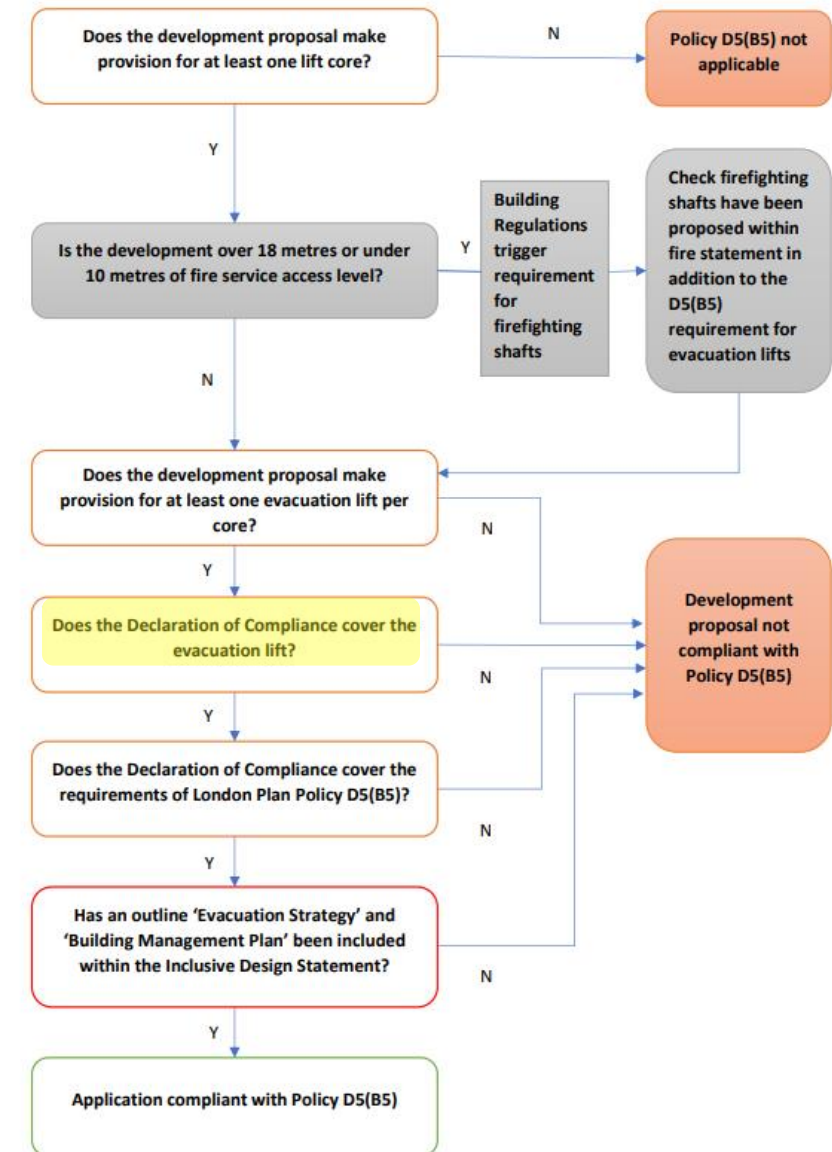 Does the development proposal make
provision for at least one lift core?
N
Policy D5(B5) not
applicable
Y
Is the development over 18 metres or under
10 metres of fire service access level?
Y
Building
Regulations
trigger
requirement
for
firefighting
shafts
Check firefighting
shafts have been
proposed within
fire statement in
addition to the
D5(B5)
requirement for
evacuation lifts
N
Does the development proposal make
provision for at least one evacuation lift per
core?
N
Y
Does the Declaration of Compliance cover the
evacuation lift?
N
Development
proposal not
compliant with
Policy D5(B5)
Y
Does the Declaration of Compliance cover the
requirements of London Plan Policy D5(B5)?
N
Y
Has an outline ‘Evacuation Strategy’ and
‘Building Management Plan’ been included
within the Inclusive Design Statement?
N
Y
Application compliant with Policy D5(B5)